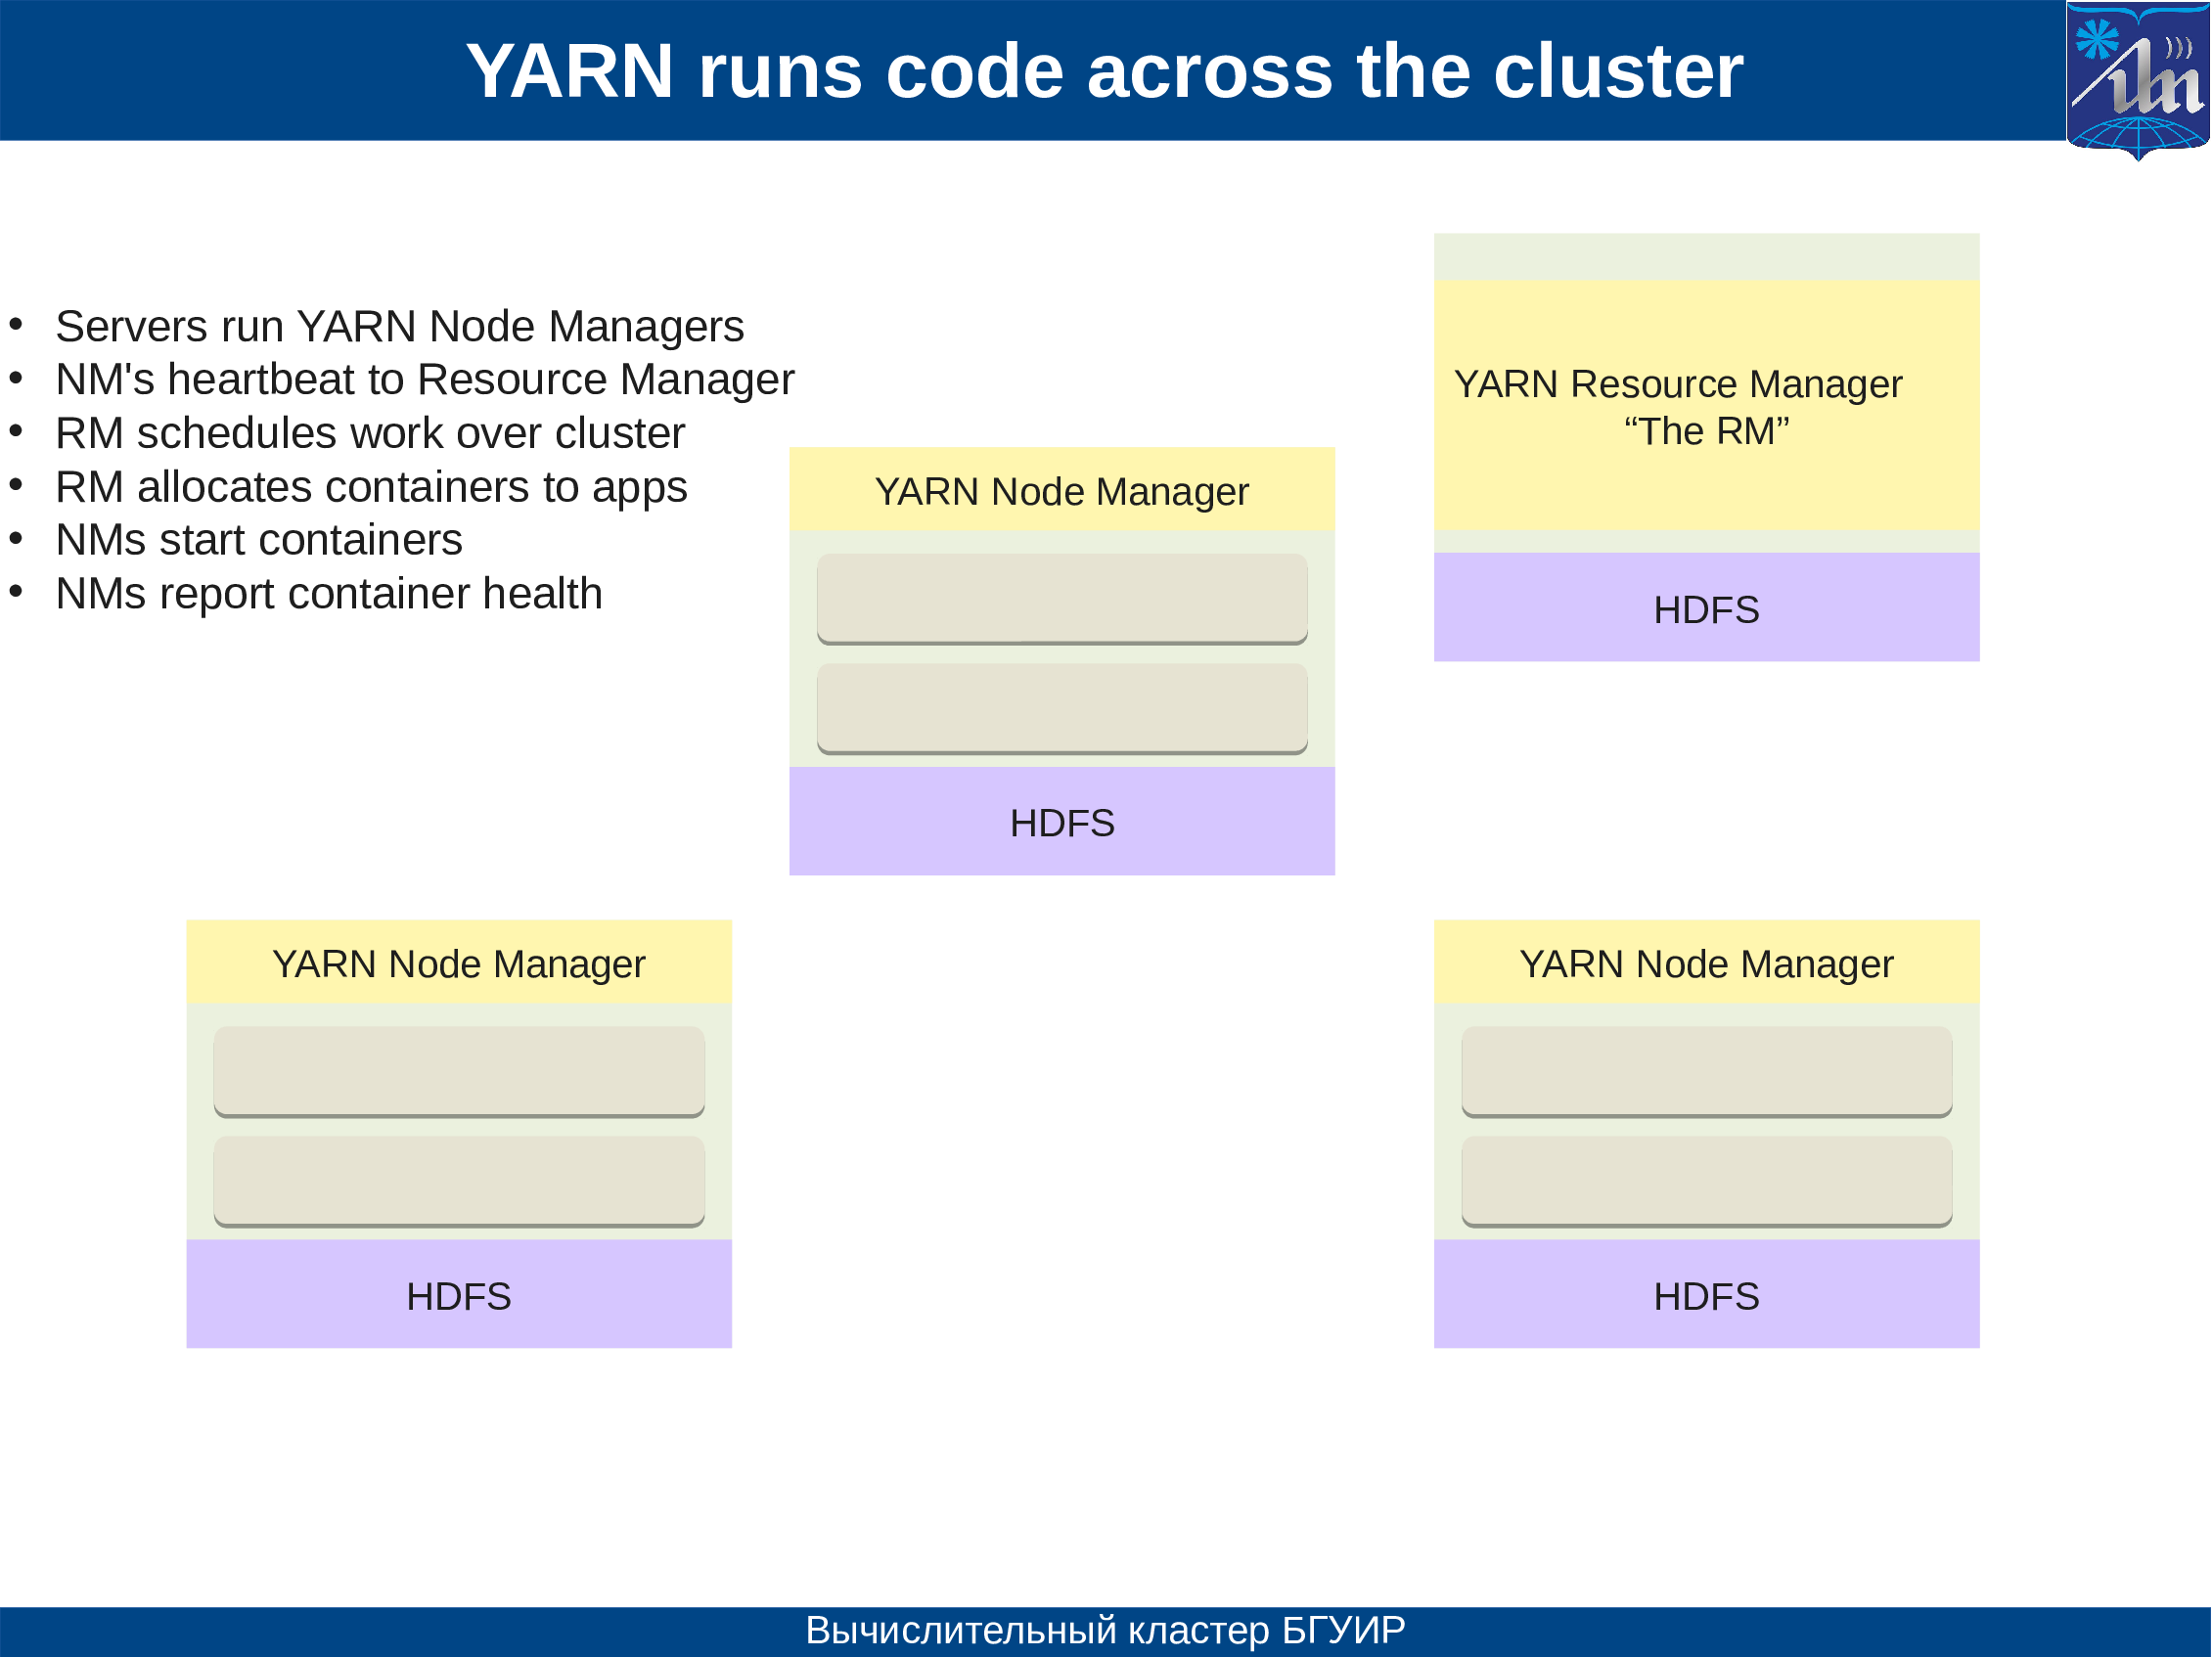 YARN runs code across the cluster
• Servers run YARN Node Managers
• NM's heartbeat to Resource Manager
• RM schedules work over cluster
• RM allocates containers to apps
• NMs start containers
• NMs report container health
YARN Resource Manager
“The RM”
HDFS
YARN Node Manager
HDFS
YARN Node Manager
HDFS
YARN Node Manager
HDFS
Вычислительный кластер БГУИР